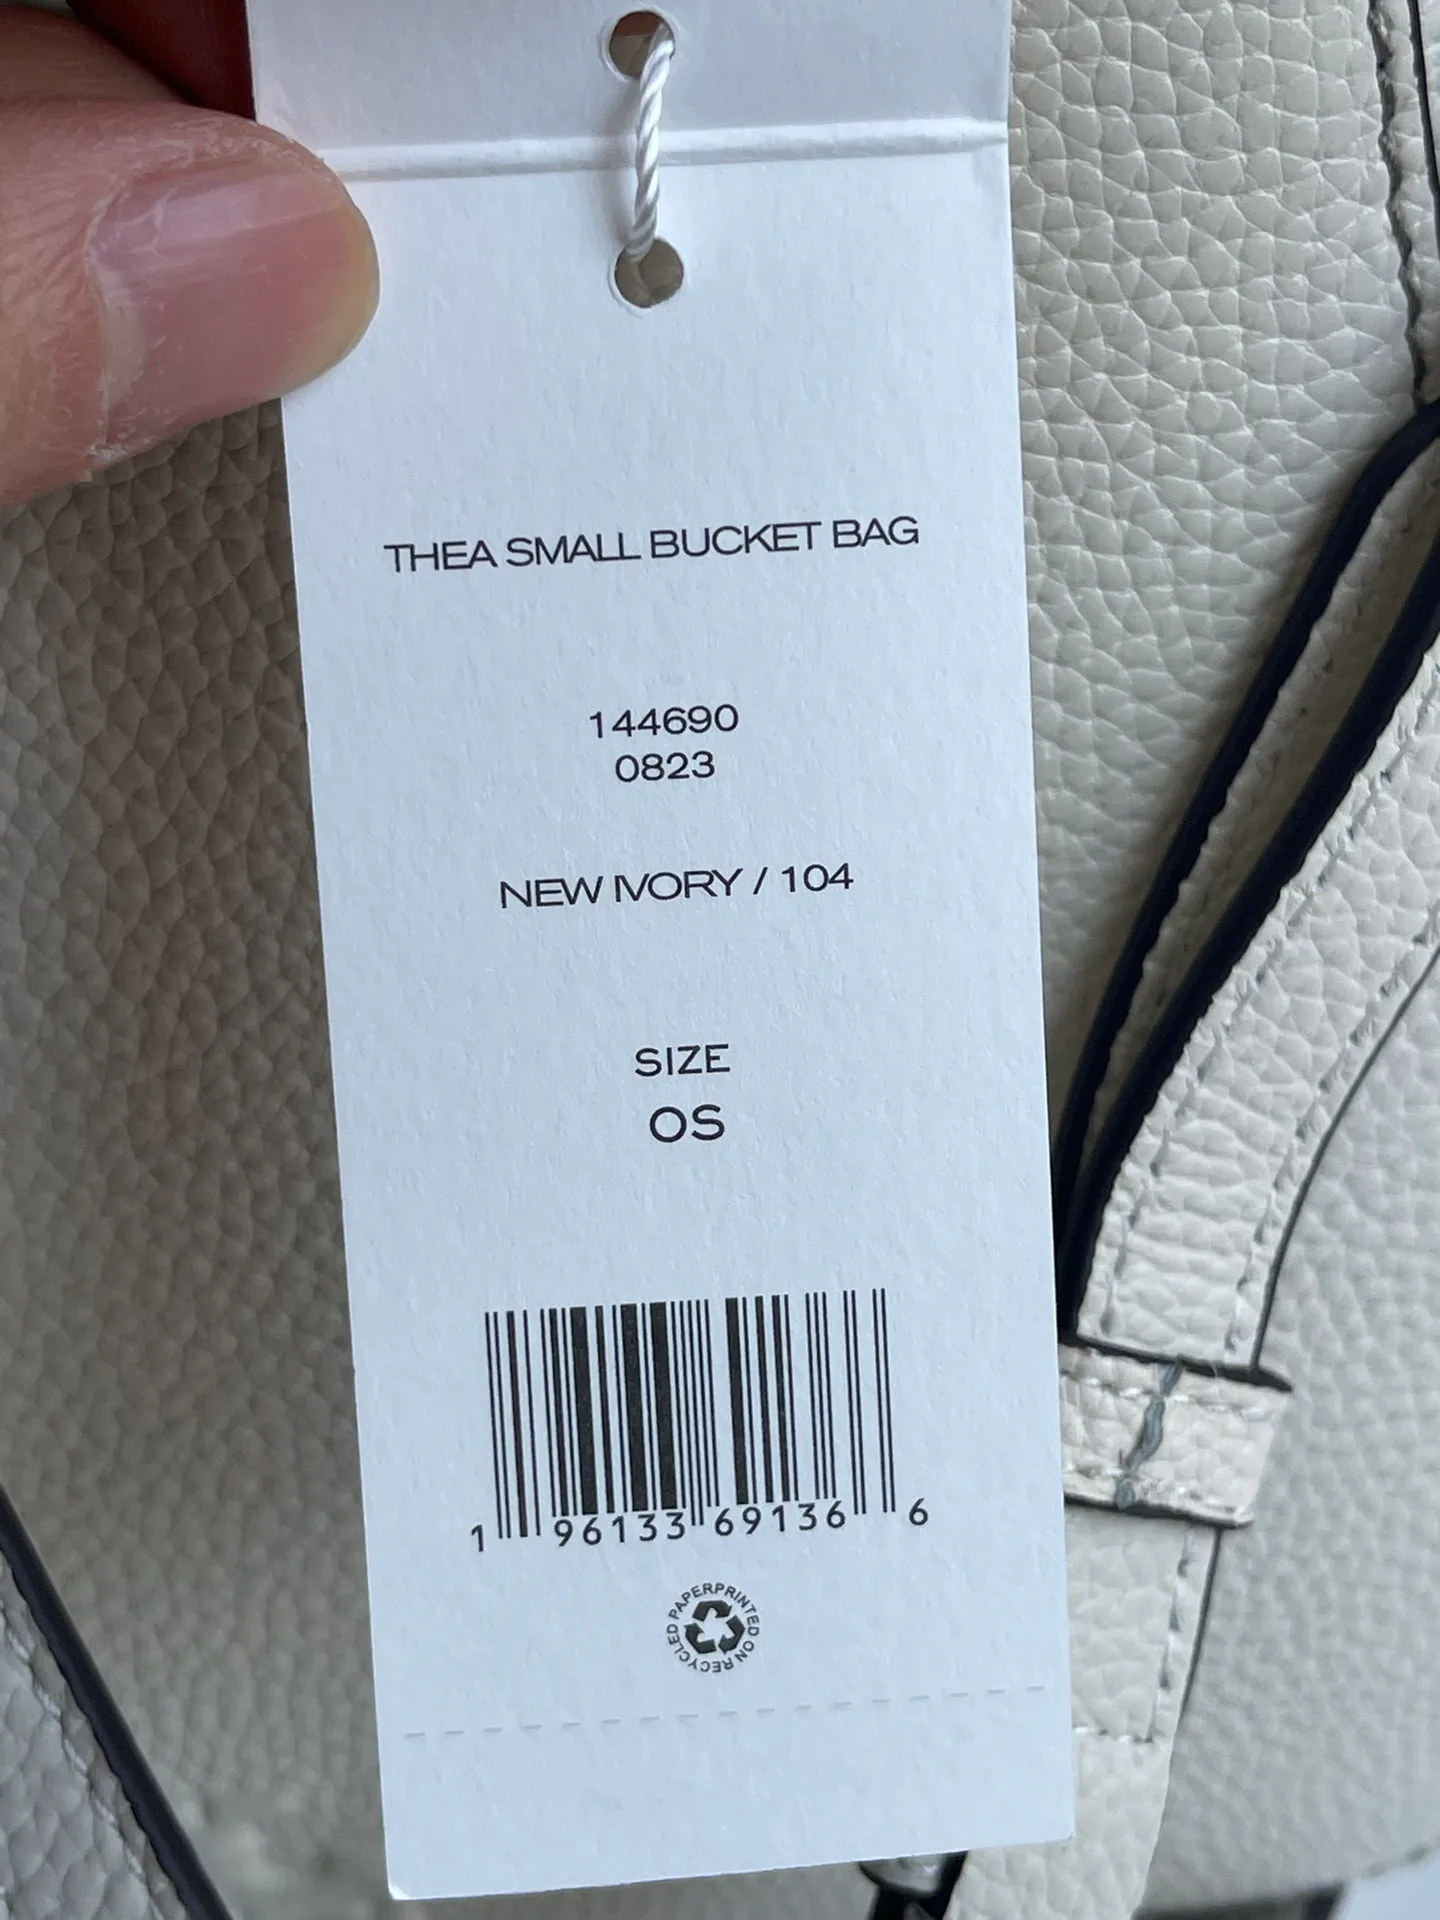 THEA SMALL BUCKET BAG
144690
0823
NEW IVORY / 104
SIZE
OS
1 96133 69136 6
PRINTED ON RECYCLED PAPER